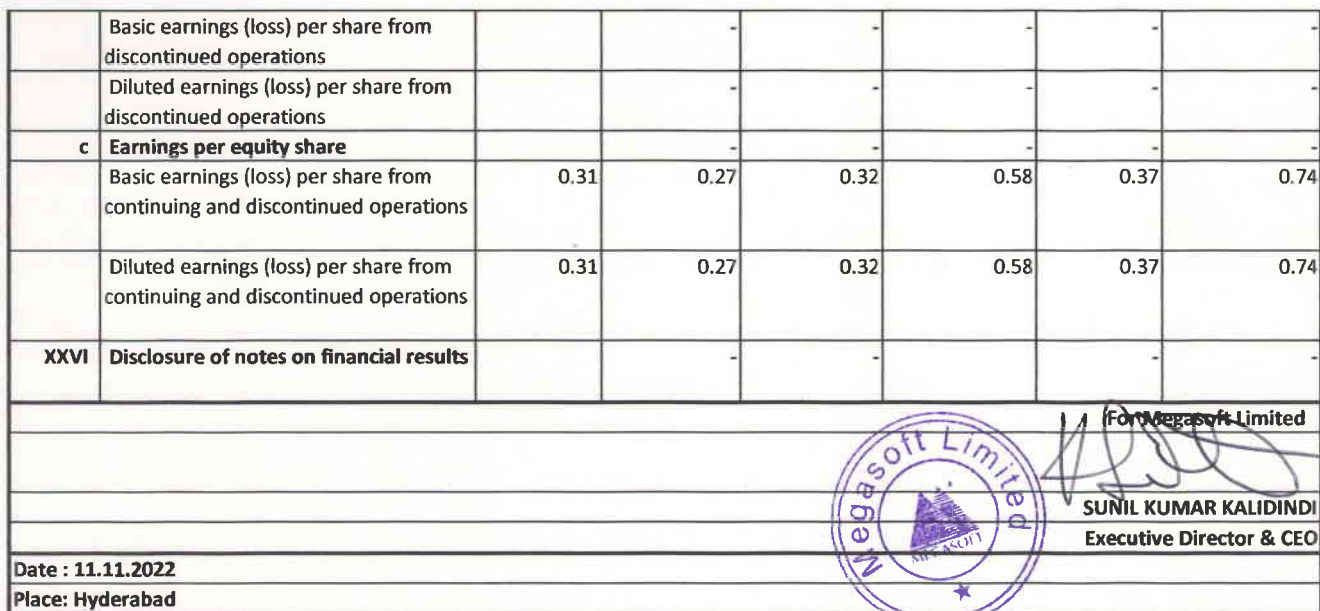 Basic earnings (loss) per share from - - - - -
discontinued operations
Diluted earnings (loss) per share from - - - - -
discontinued operations
c Earnings per equity share - - - - -
Basic earnings (loss) per share from 0.31 0.27 0.32 0.58 0.37 0.74
continuing and discontinued operations
Diluted earnings (loss) per share from 0.31 0.27 0.32 0.58 0.37 0.74
continuing and discontinued operations
XXVI Disclosure of notes on financial results - - - -
For Megasoft Limited
Megasoft Limited
MEGASOFT
SUNIL KUMAR KALIDINDI
Executive Director & CEO
Date : 11.11.2022
Place: Hyderabad